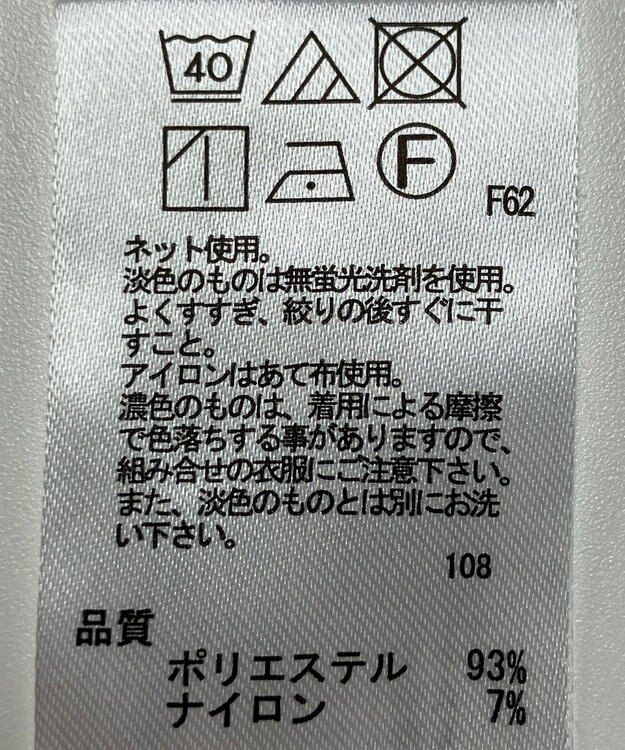 40
F
F62
ネット使用。
淡色のものは無蛍光洗剤を使用。
よくすすぎ、絞りの後すぐに干
すこと。
アイロンはあて布使用。
濃色のものは、着用による摩擦
で色落ちする事がありますので、
組み合せの衣服にご注意下さい。
また、淡色のものとは別にお洗
い下さい。
108
品質
ポリエステル 93%
ナイロン 7%